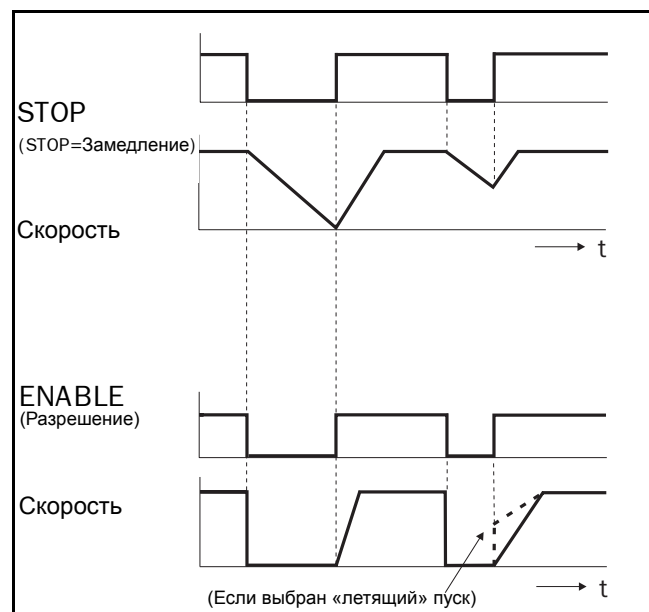 STOP
(STOP=Замедление)
Скорость
t
ENABLE
(Разрешение)
Скорость
(Если выбран «летящий» пуск)
t